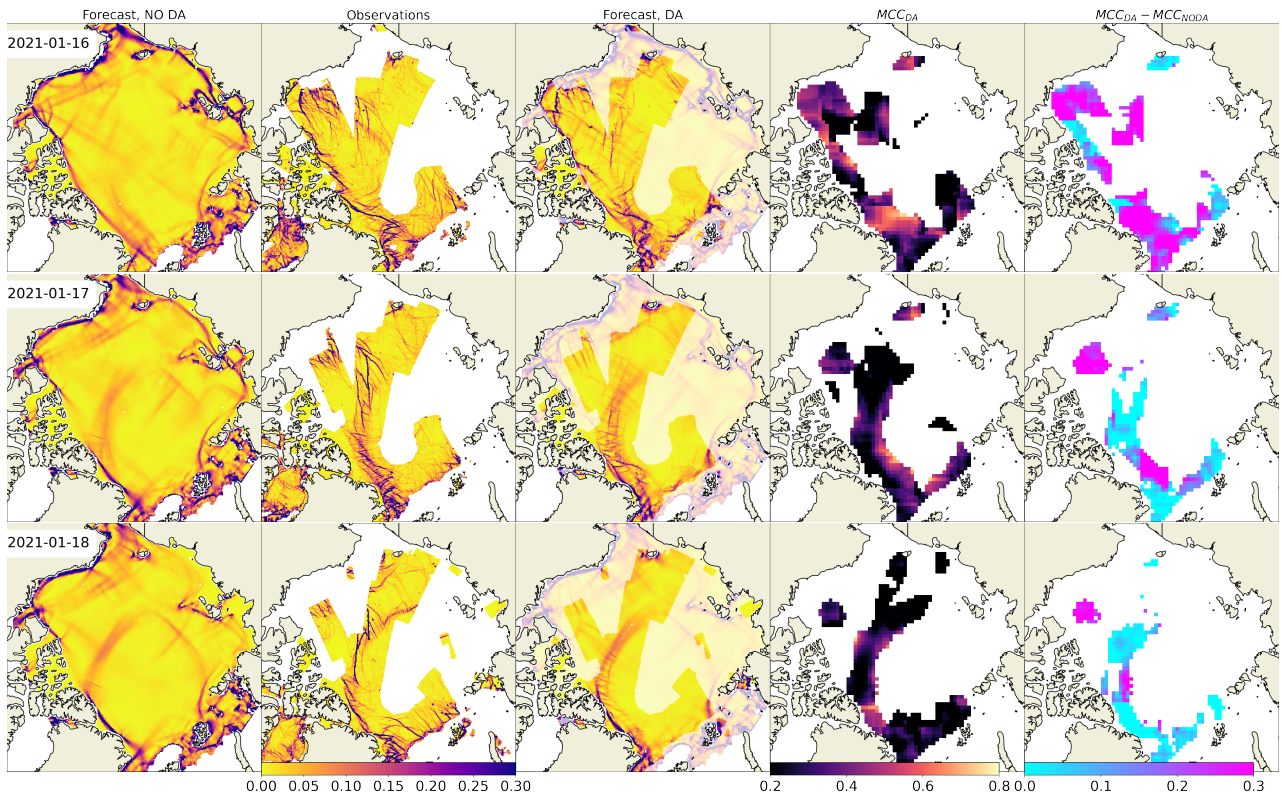 Forecast, NO DA
Observations
Forecast, DA
MCC_DA
MCC_DA − MCC_NODA
2021-01-16
2021-01-17
2021-01-18
0.00 0.05 0.10 0.15 0.20 0.25 0.30
0.2 0.4 0.6 0.8
0.0 0.1 0.2 0.3